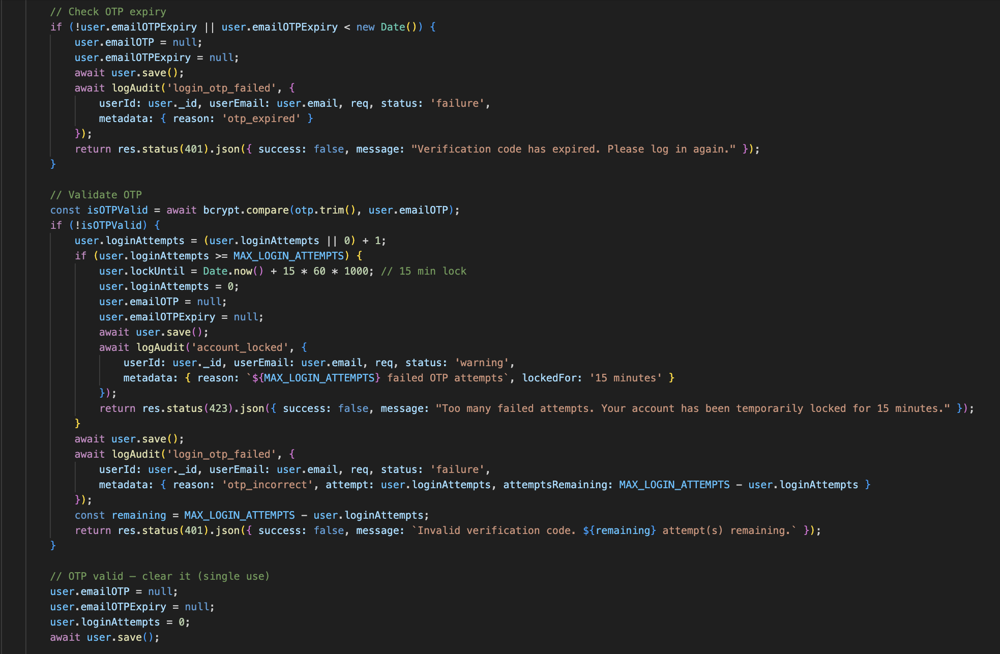 // Check OTP expiry
if (!user.emailOTPExpiry || user.emailOTPExpiry < new Date()) {
    user.emailOTP = null;
    user.emailOTPExpiry = null;
    await user.save();
    await logAudit('login_otp_failed', {
        userId: user._id, userEmail: user.email, req, status: 'failure',
        metadata: { reason: 'otp_expired' }
    });
    return res.status(401).json({ success: false, message: "Verification code has expired. Please log in again." });
}

// Validate OTP
const isOTPValid = await bcrypt.compare(otp.trim(), user.emailOTP);
if (!isOTPValid) {
    user.loginAttempts = (user.loginAttempts || 0) + 1;
    if (user.loginAttempts >= MAX_LOGIN_ATTEMPTS) {
        user.lockUntil = Date.now() + 15 * 60 * 1000; // 15 min lock
        user.loginAttempts = 0;
        user.emailOTP = null;
        user.emailOTPExpiry = null;
        await user.save();
        await logAudit('account_locked', {
            userId: user._id, userEmail: user.email, req, status: 'warning',
            metadata: { reason: `${MAX_LOGIN_ATTEMPTS} failed OTP attempts`, lockedFor: '15 minutes' }
        });
        return res.status(423).json({ success: false, message: "Too many failed attempts. Your account has been temporarily locked for 15 minutes." });
    }
    await user.save();
    await logAudit('login_otp_failed', {
        userId: user._id, userEmail: user.email, req, status: 'failure',
        metadata: { reason: 'otp_incorrect', attempt: user.loginAttempts, attemptsRemaining: MAX_LOGIN_ATTEMPTS - user.loginAttempts }
    });
    const remaining = MAX_LOGIN_ATTEMPTS - user.loginAttempts;
    return res.status(401).json({ success: false, message: `Invalid verification code. ${remaining} attempt(s) remaining.` });
}

// OTP valid — clear it (single use)
user.emailOTP = null;
user.emailOTPExpiry = null;
user.loginAttempts = 0;
await user.save();